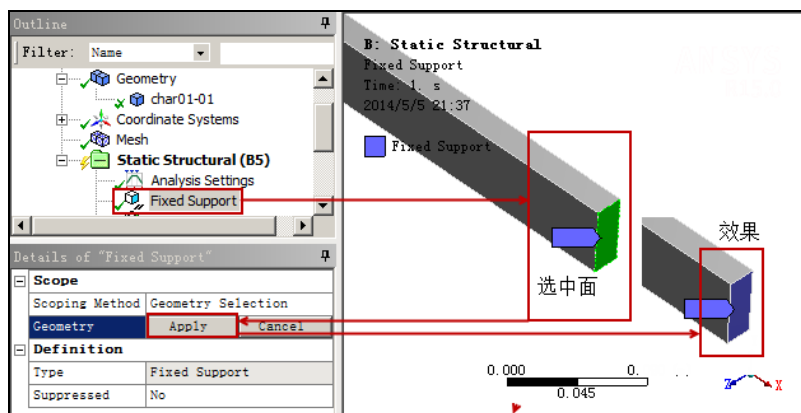 Outline
Filter: Name
Geometry
char01-01
Coordinate Systems
Mesh
Static Structural (B5)
Analysis Settings
Fixed Support
Details of "Fixed Support"
Scope
Scoping Method Geometry Selection
Geometry Apply Cancel
Definition
Type Fixed Support
Suppressed No
B: Static Structural
Fixed Support
Time: 1. s
2014/5/5 21:37
Fixed Support
选中面
效果
0.000 0.
0.045
Z X